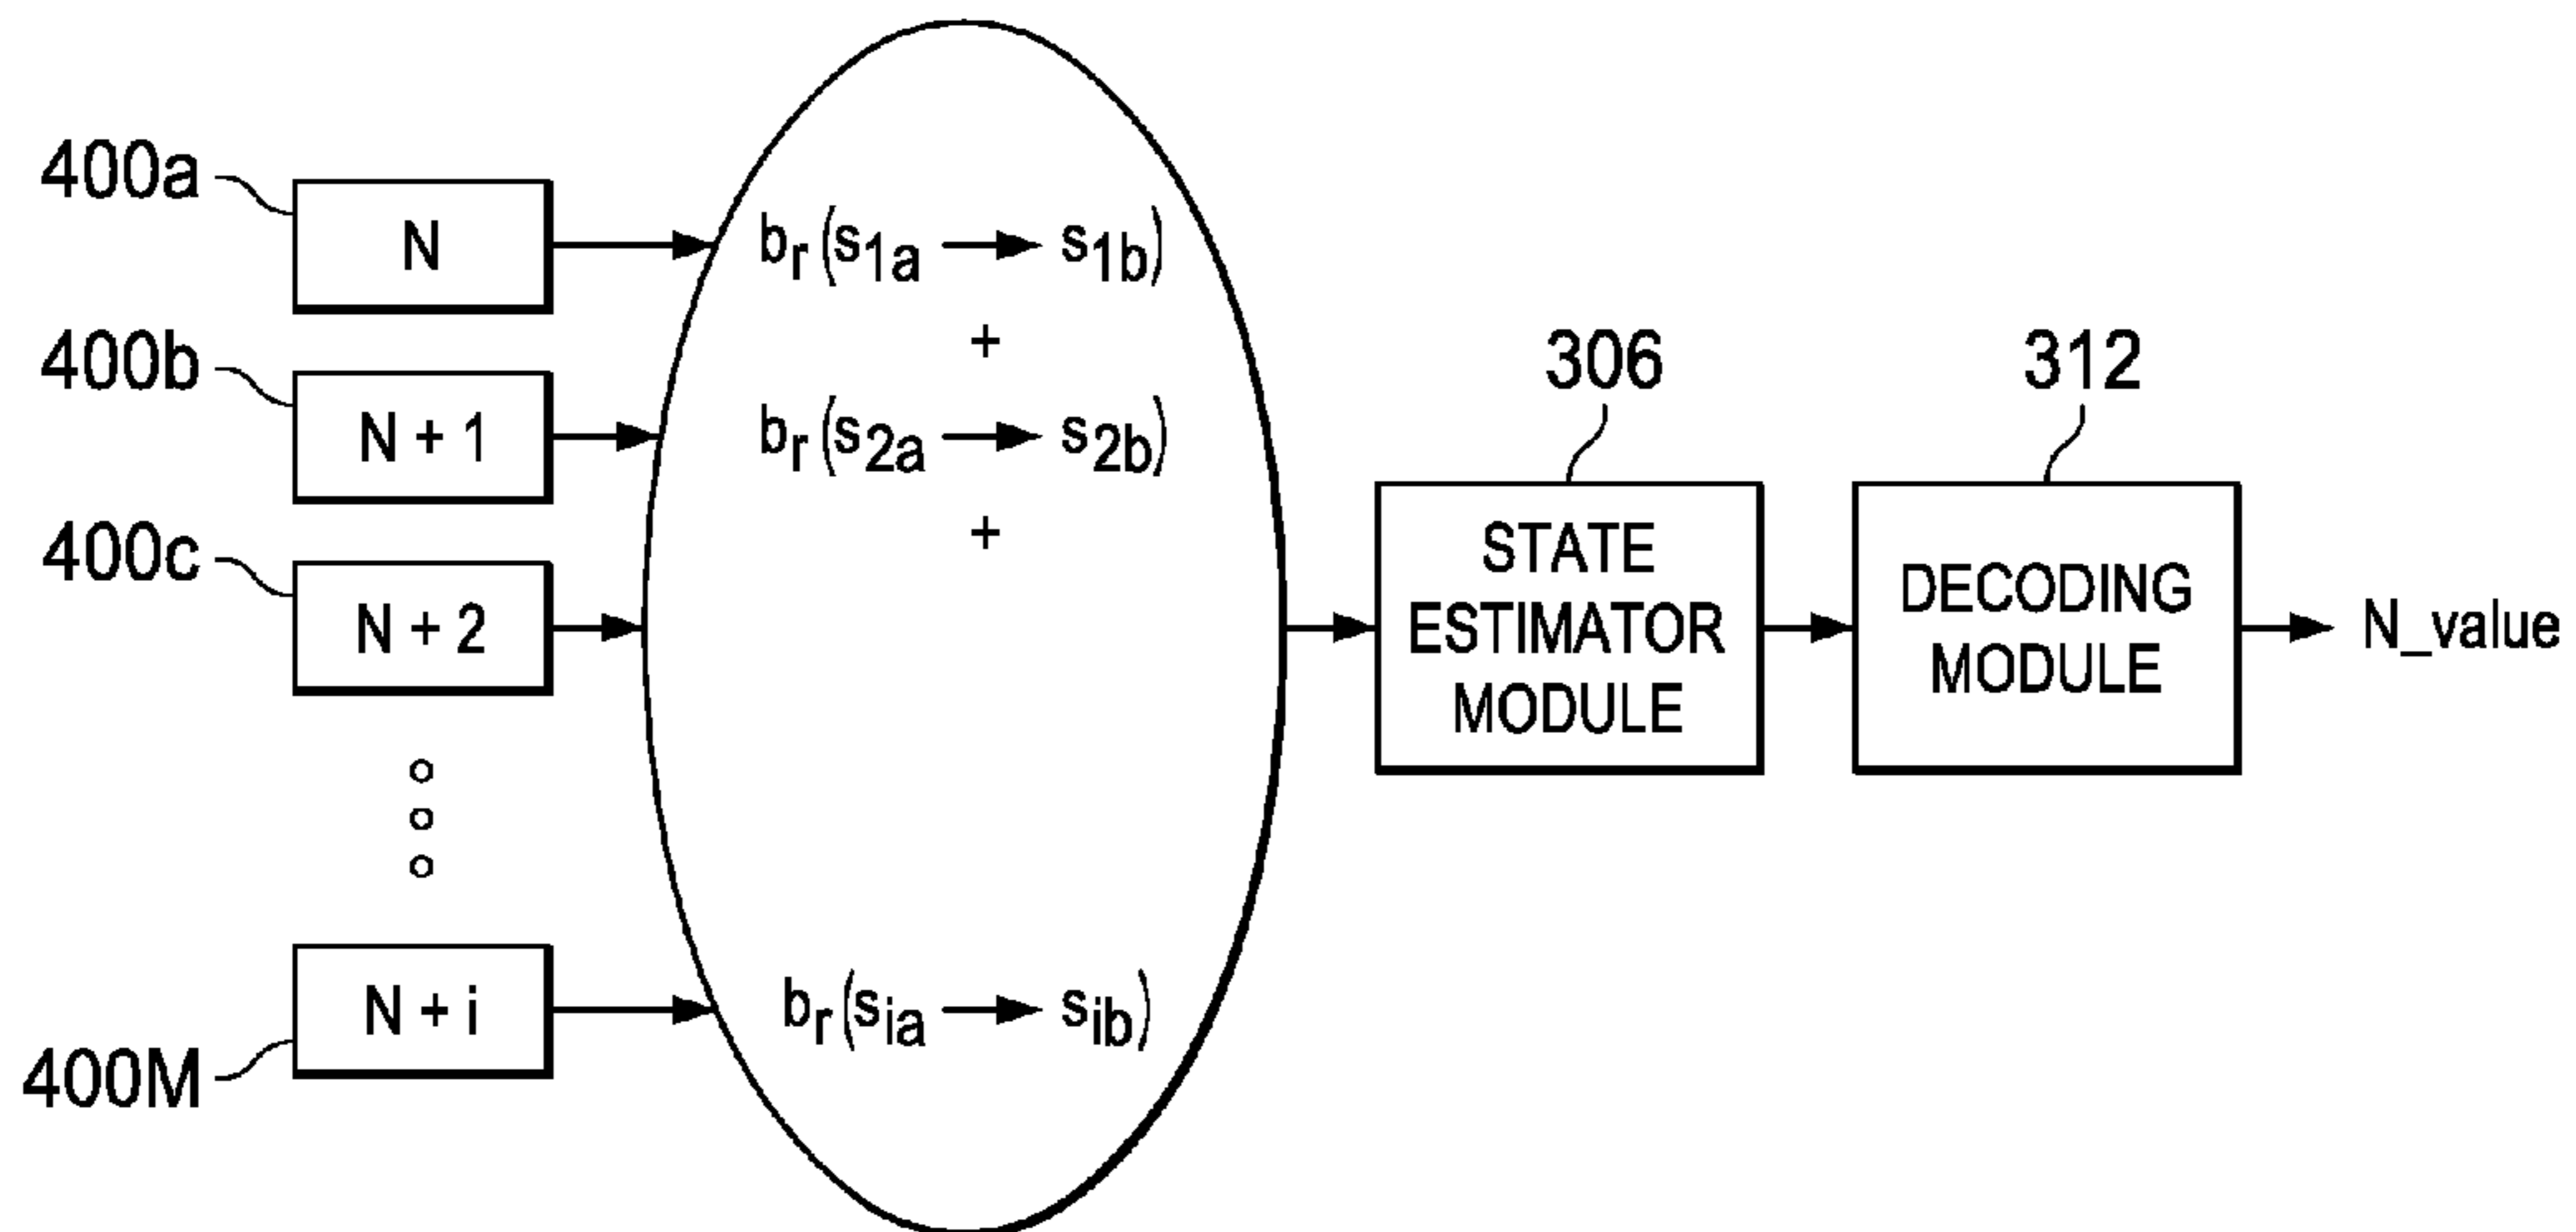 400a
N
b_r(s_1a → s_1b)
+
400b
N + 1
b_r(s_2a → s_2b)
+
400c
N + 2
306
STATE
ESTIMATOR
MODULE
312
DECODING
MODULE
N_value
400M
N + i
b_r(s_ia → s_ib)